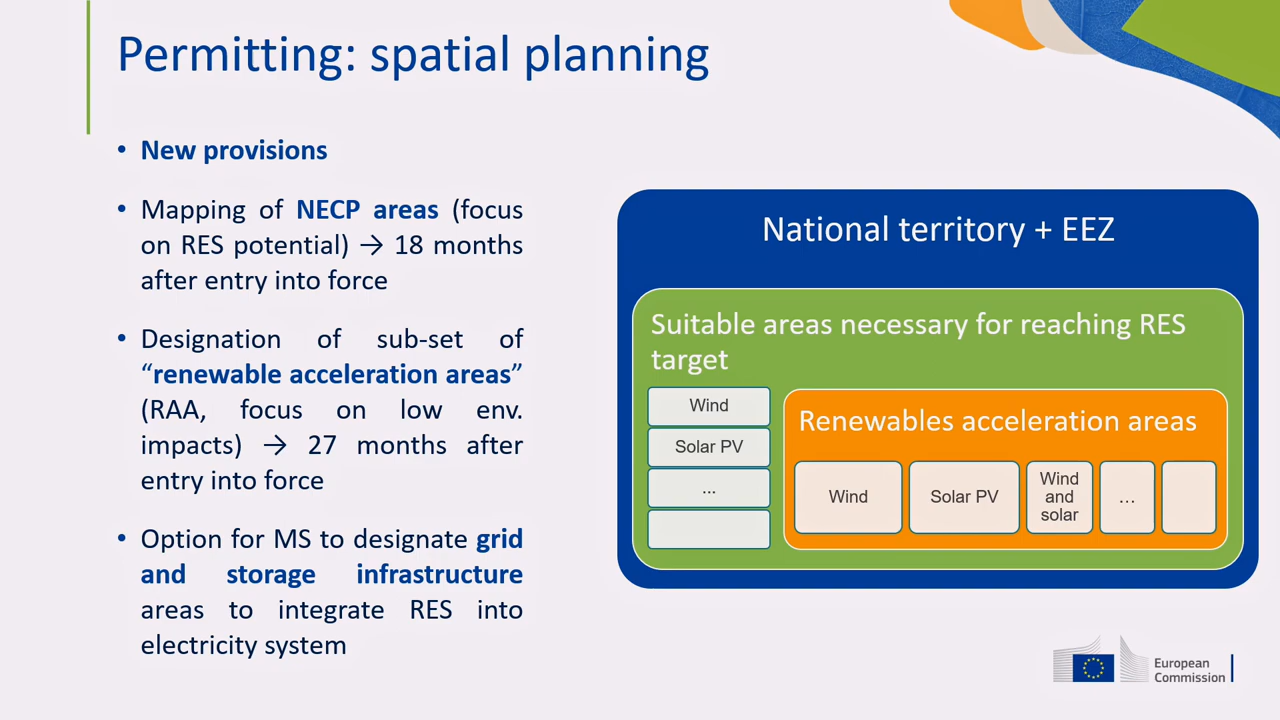 Permitting: spatial planning
• New provisions
• Mapping of NECP areas (focus
on RES potential) → 18 months
after entry into force
• Designation of sub-set of
“renewable acceleration areas”
(RAA, focus on low env.
impacts) → 27 months after
entry into force
• Option for MS to designate grid
and storage infrastructure
areas to integrate RES into
electricity system
National territory + EEZ
Suitable areas necessary for reaching RES
target
Wind
Solar PV
...
Renewables acceleration areas
Wind
Solar PV
Wind
and
solar
...
European
Commission